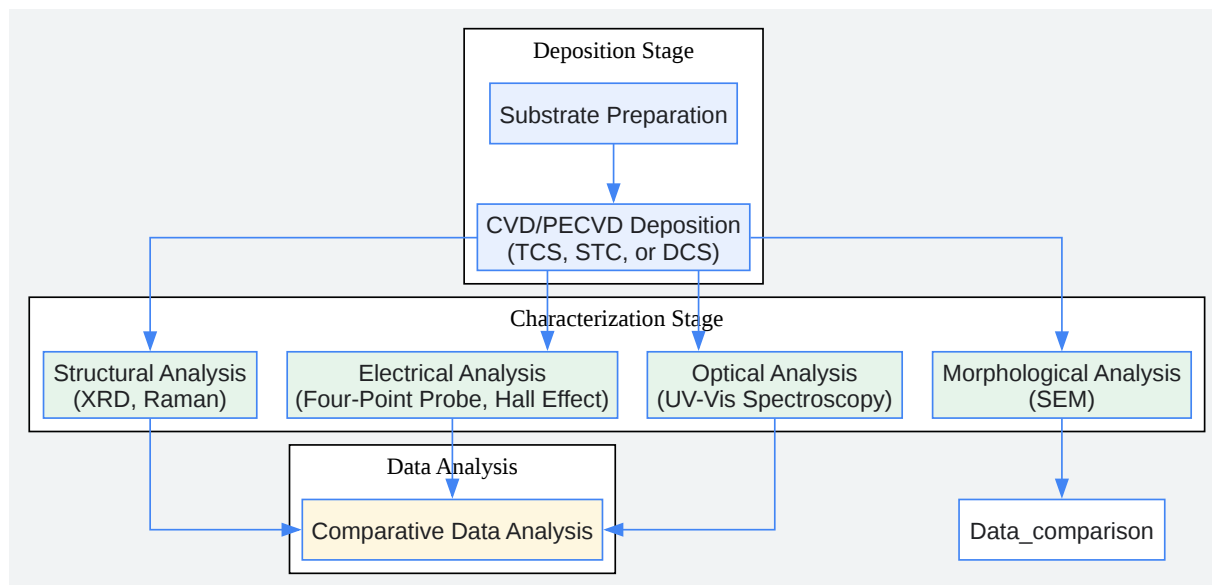 Deposition Stage
Substrate Preparation
CVD/PECVD Deposition
(TCS, STC, or DCS)
Characterization Stage
Structural Analysis
(XRD, Raman)
Electrical Analysis
(Four-Point Probe, Hall Effect)
Optical Analysis
(UV-Vis Spectroscopy)
Morphological Analysis
(SEM)
Data Analysis
Comparative Data Analysis
Data_comparison